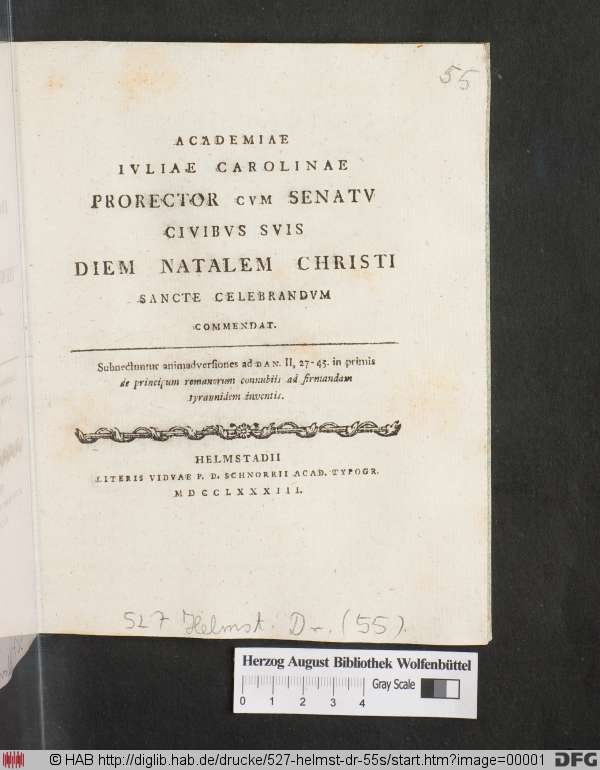 55
ACADEMIAE
IVLIAE CAROLINAE
PRORECTOR CVM SENATV
CIVIBVS SVIS
DIEM NATALEM CHRISTI
SANCTE CELEBRANDVM
COMMENDAT.
Subnectuntur animadversiones ad DAN. II, 27-45. in primis
de principum romanorum connubiis ad firmandam
tyrannidem inventis.
HELMSTADII
LITERIS VIDVAE P. D. SCHNORRII ACAD. TYPOGR.
MDCCLXXXIII.
527 Helmst. Dr. (55).
Herzog August Bibliothek Wolfenbüttel
0 1 2 3 4 Gray Scale
© HAB http://diglib.hab.de/drucke/527-helmst-dr-55s/start.htm?image=00001 DFG